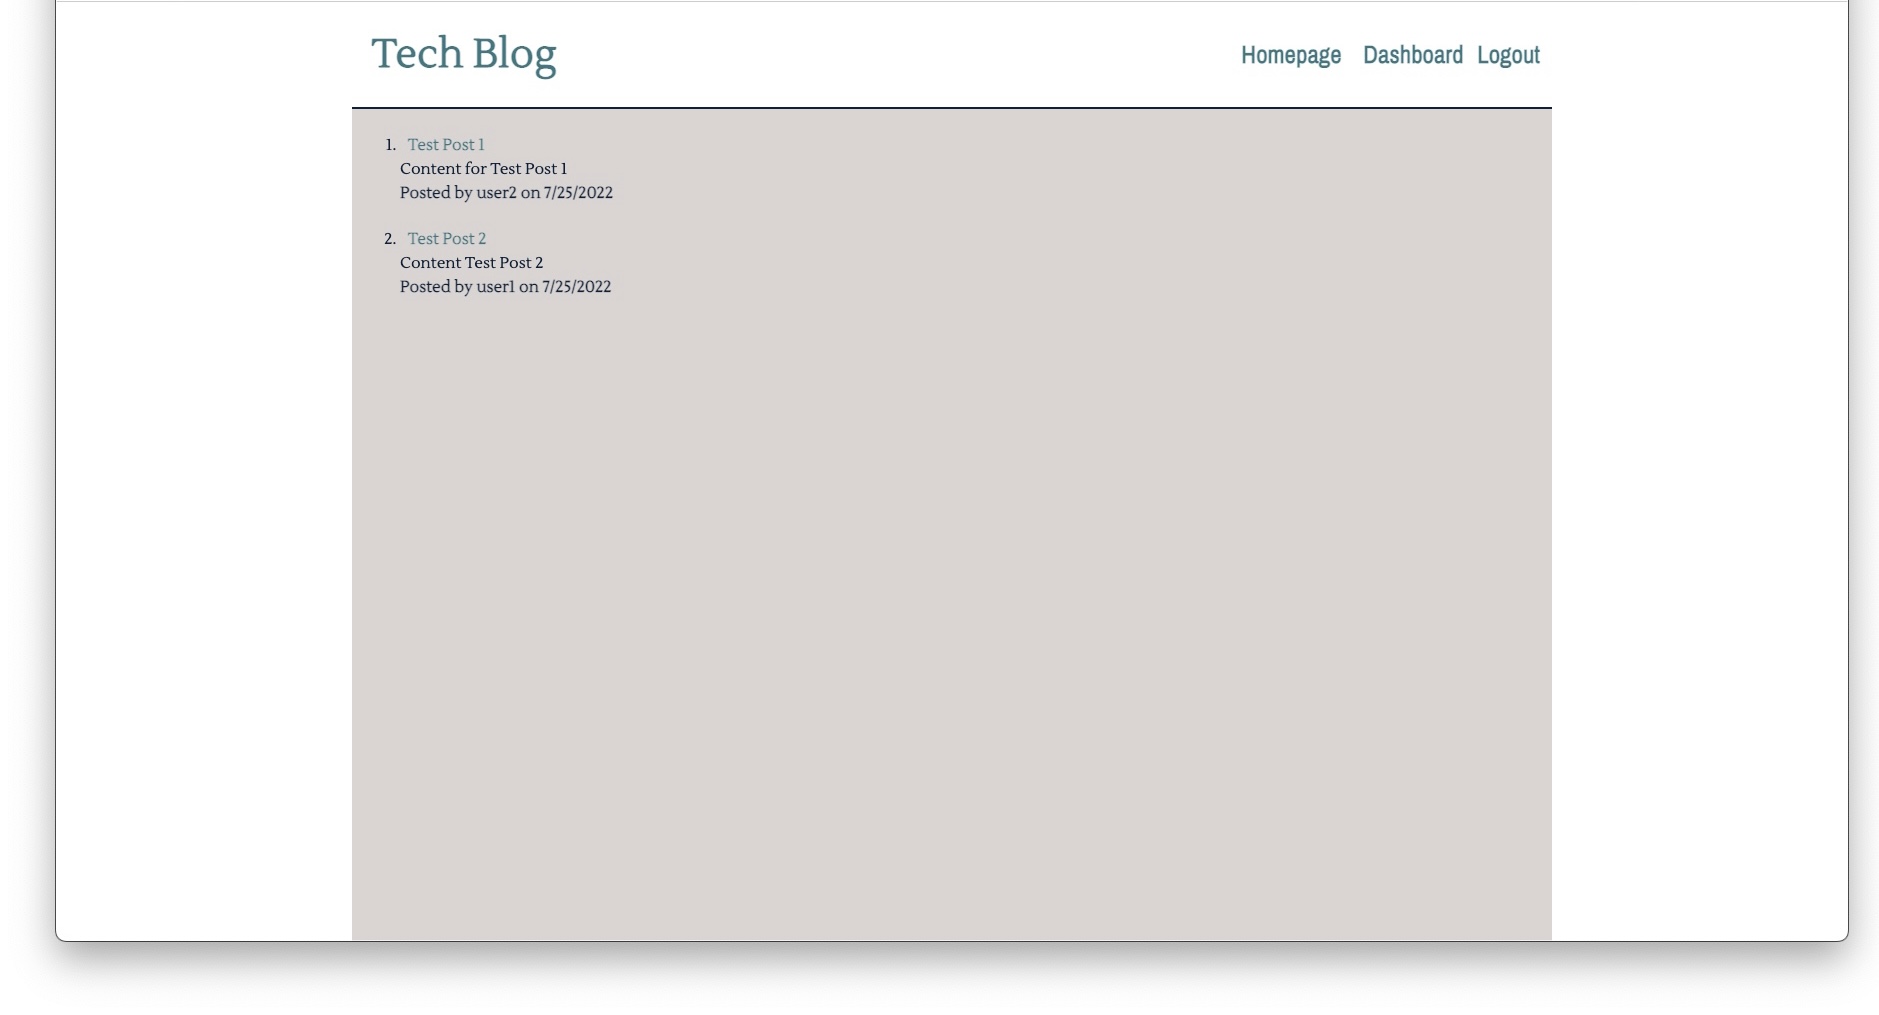 Tech Blog
Homepage Dashboard Logout
1. Test Post 1
Content for Test Post 1
Posted by user2 on 7/25/2022
2. Test Post 2
Content Test Post 2
Posted by user1 on 7/25/2022